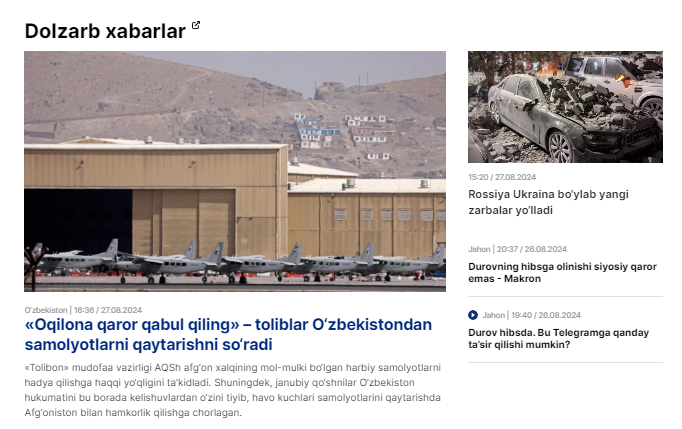 Dolzarb xabarlar
O‘zbekiston | 16:36 / 27.08.2024
«Oqilona qaror qabul qiling» – toliblar O‘zbekistondan
samolyotlarni qaytarishni so‘radi
«Tolibon» mudofaa vazirligi AQSh afg‘on xalqining mol-mulki bo‘lgan harbiy samolyotlarni
hadya qilishga haqqi yo‘qligini ta’kidladi. Shuningdek, janubiy qo‘shnilar O‘zbekiston
hukumatini bu borada kelishuvlardan o‘zini tiyib, havo kuchlari samolyotlarini qaytarishda
Afg‘oniston bilan hamkorlik qilishga chorlagan.
15:20 / 27.08.2024
Rossiya Ukraina bo‘ylab yangi
zarbalar yo‘lladi
Jahon | 20:37 / 26.08.2024
Durovning hibsga olinishi siyosiy qaror
emas - Makron
Jahon | 19:40 / 26.08.2024
Durov hibsda. Bu Telegramga qanday
ta’sir qilishi mumkin?